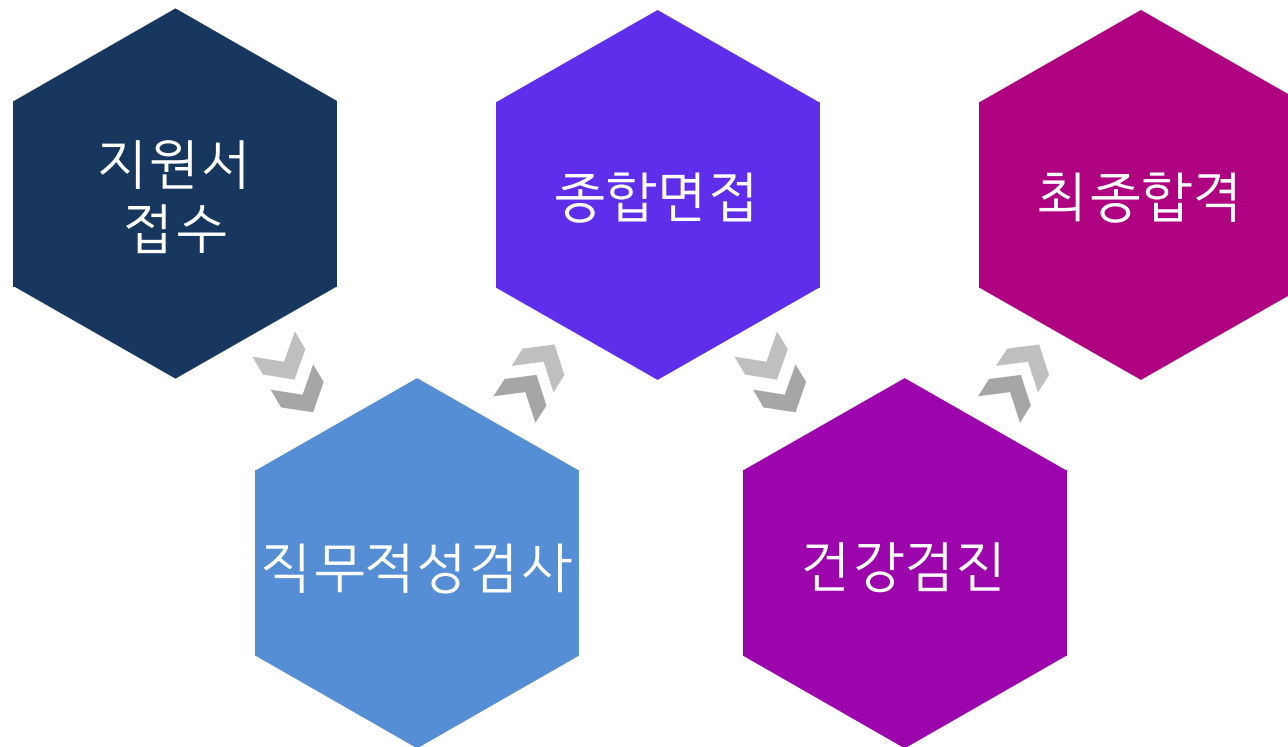 지원서
접수
직무적성검사
종합면접
건강검진
최종합격